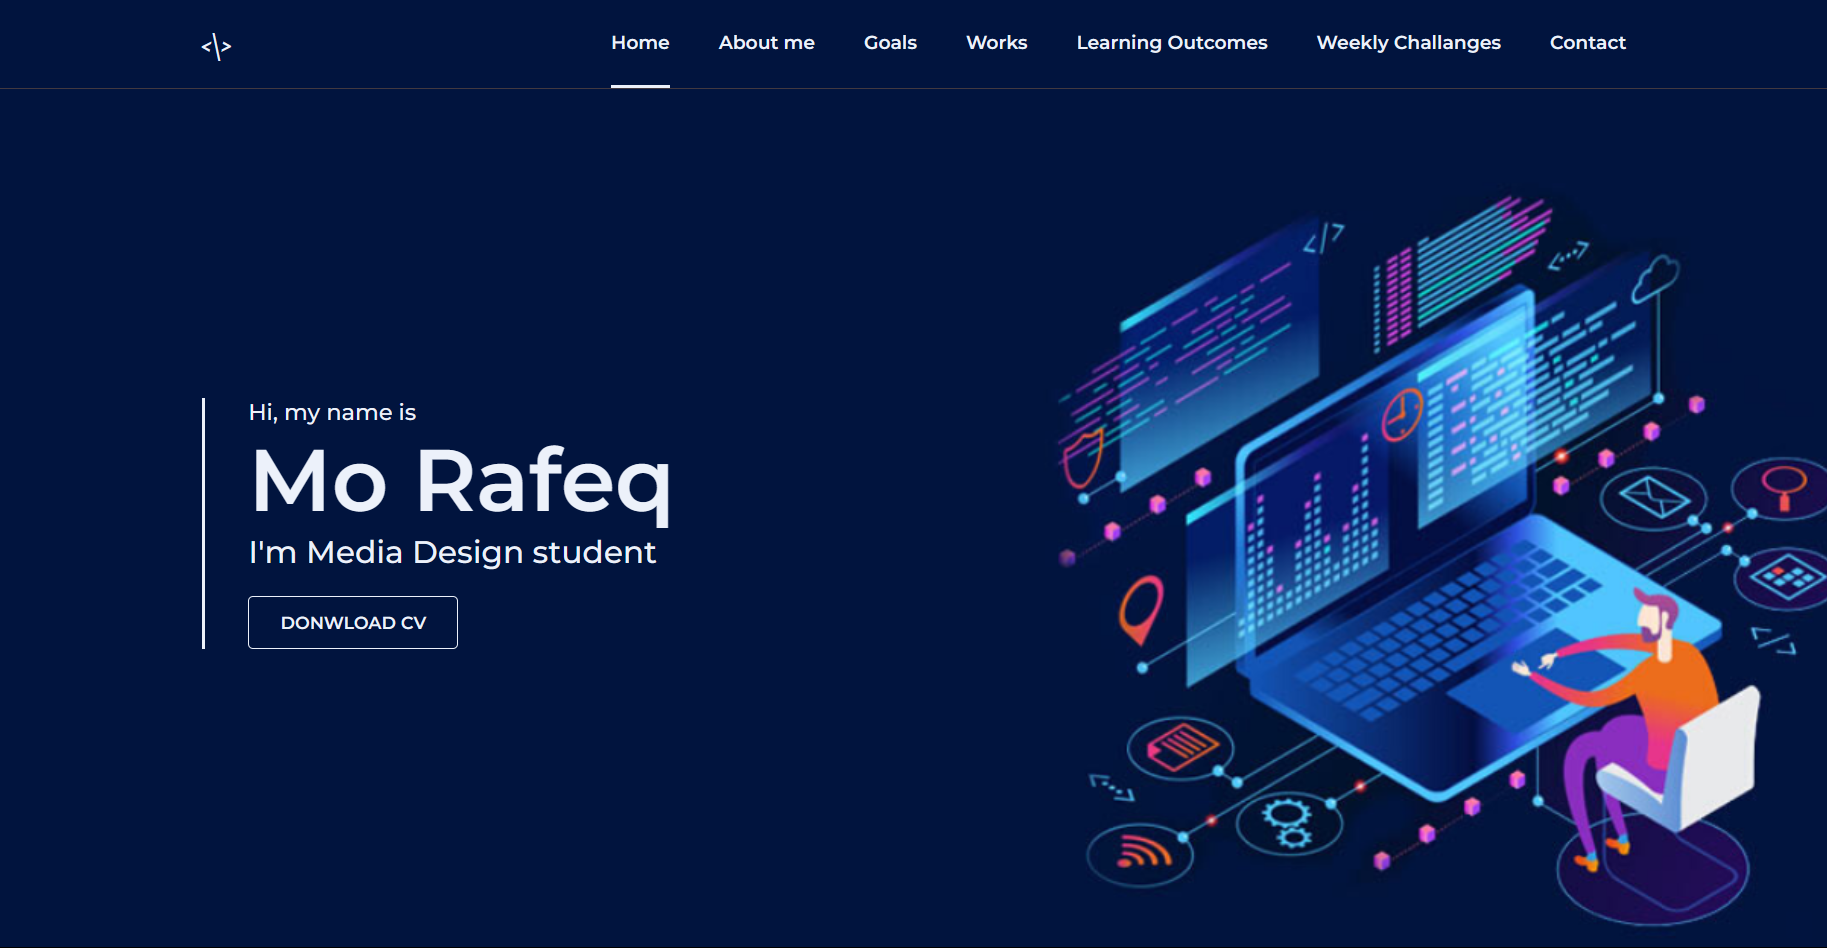 <\> Home About me Goals Works Learning Outcomes Weekly Challanges Contact
Hi, my name is
Mo Rafeq
I'm Media Design student
DONWLOAD CV